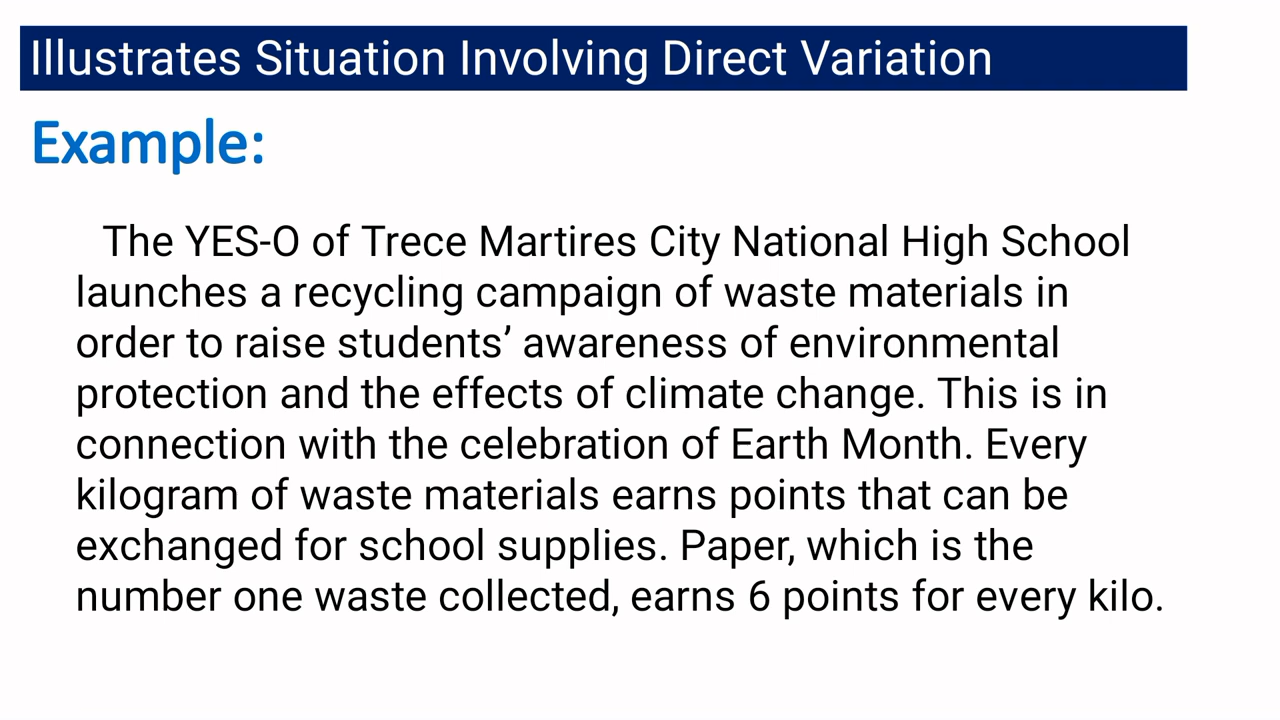 Illustrates Situation Involving Direct Variation
Example:
The YES-O of Trece Martires City National High School
launches a recycling campaign of waste materials in
order to raise students’ awareness of environmental
protection and the effects of climate change. This is in
connection with the celebration of Earth Month. Every
kilogram of waste materials earns points that can be
exchanged for school supplies. Paper, which is the
number one waste collected, earns 6 points for every kilo.